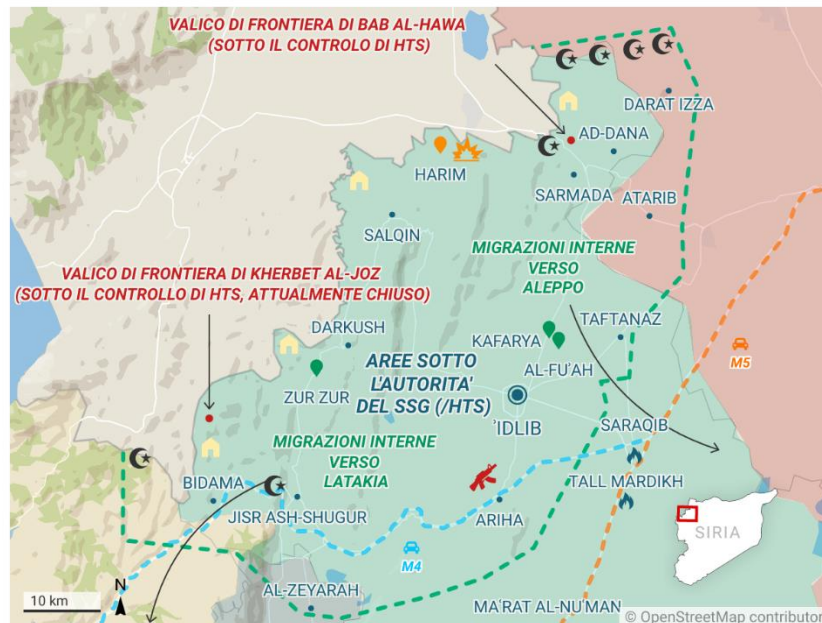 VALICO DI FRONTIERA DI BAB AL-HAWA
(SOTTO IL CONTROLO DI HTS)
DARAT IZZA
AD-DANA
HARIM
SARMADA
ATARIB
SALQIN
MIGRAZIONI INTERNE
VERSO
ALEPPO
VALICO DI FRONTIERA DI KHERBET AL-JOZ
(SOTTO IL CONTROLLO DI HTS, ATTUALMENTE CHIUSO)
DARKUSH
TAFTANAZ
KAFARYA
AL-FU'AH
M5
AREE SOTTO
L'AUTORITA'
DEL SSG (/HTS)
ZUR ZUR
'IDLIB
SARAQIB
MIGRAZIONI INTERNE
VERSO
LATAKIA
BIDAMA
TALL MARDIKH
JISR ASH-SHUGUR
ARIHA
SIRIA
M4
AL-ZEYARAH
N
10 km
MA'RAT AL-NU'MAN
© OpenStreetMap contributor